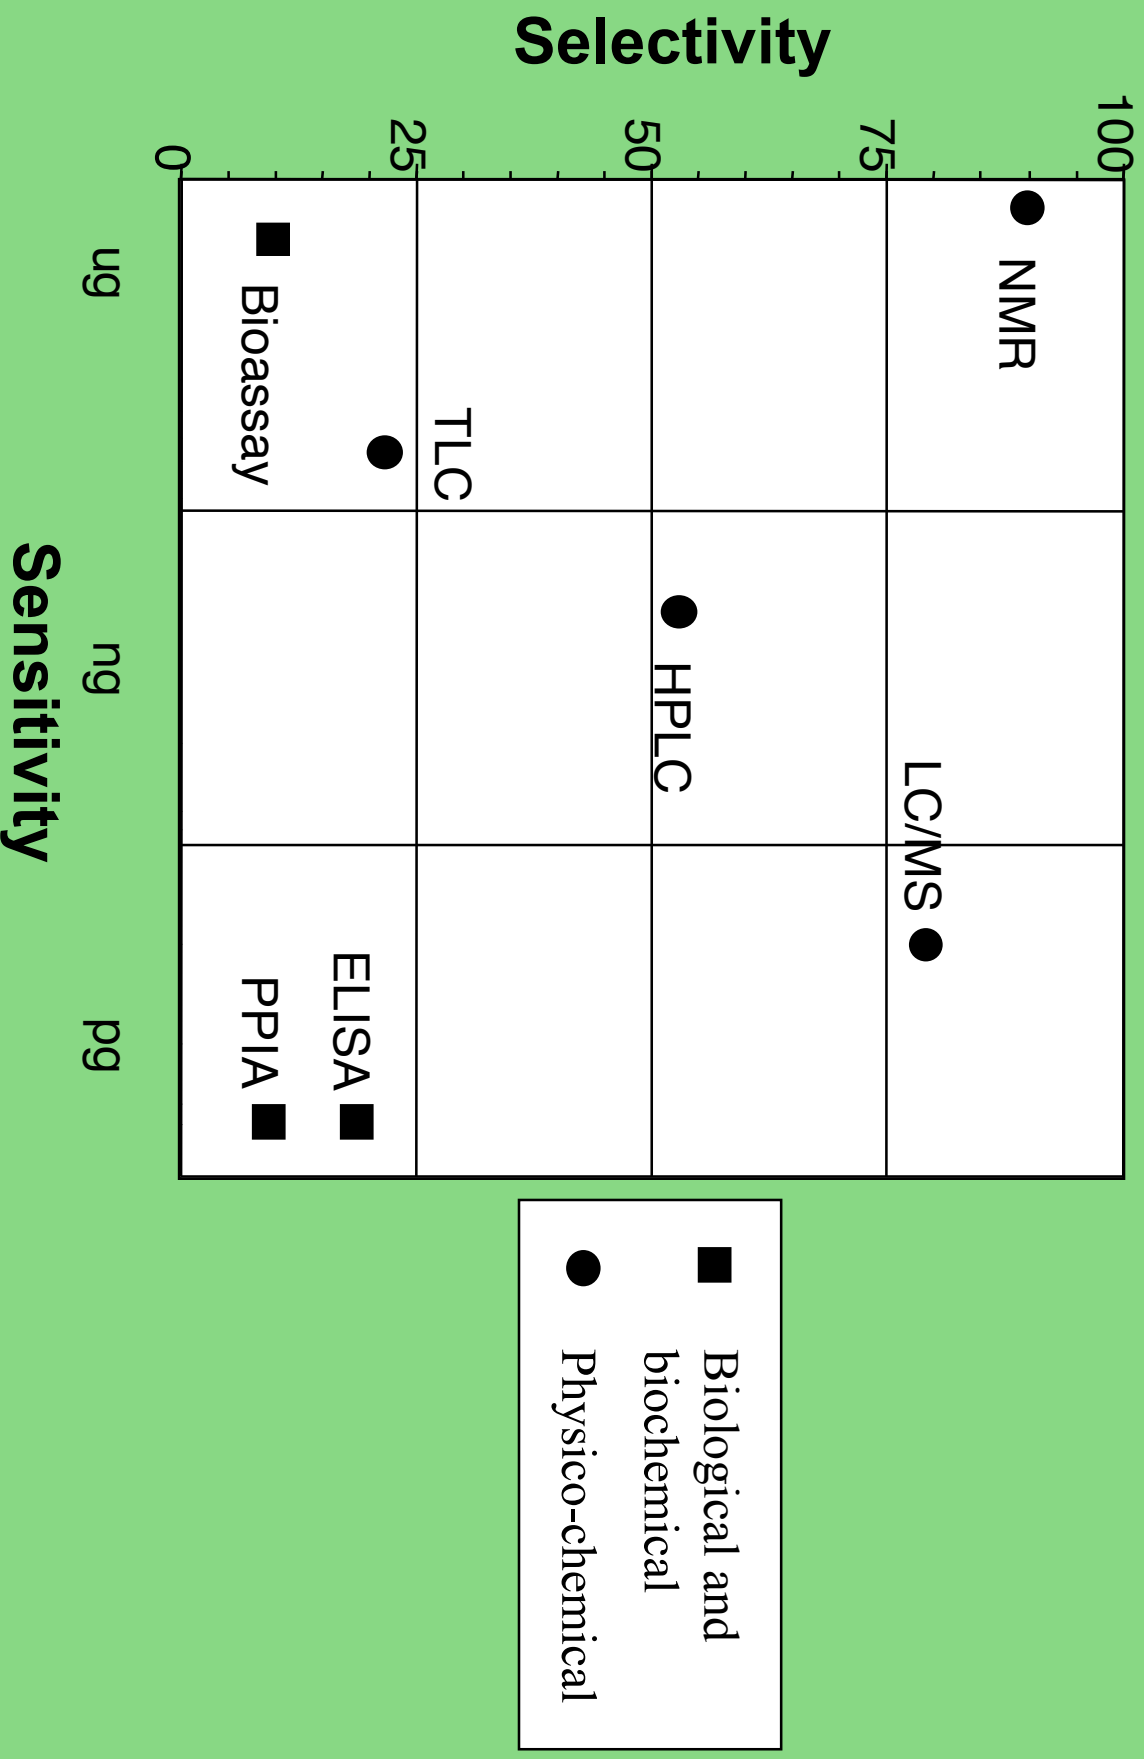 Selectivity
100
75
50
25
0
NMR
LC/MS
HPLC
TLC
ELISA
Bioassay
PPIA
ug
ng
pg
Sensitivity
Biological and
biochemical
Physico-chemical